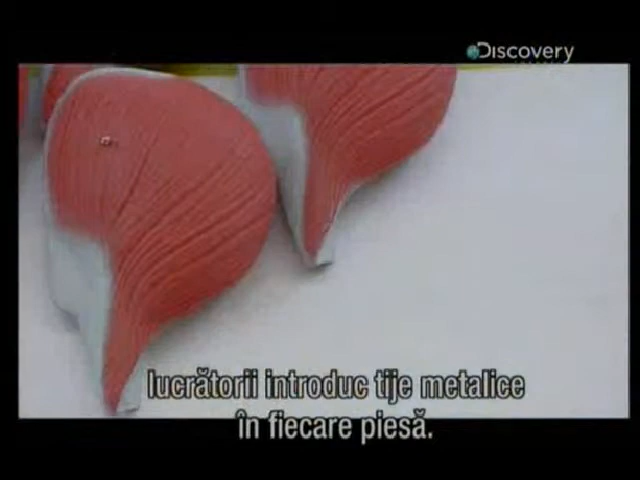 Discovery
lucrătorii introduc tije metalice
în fiecare piesă.